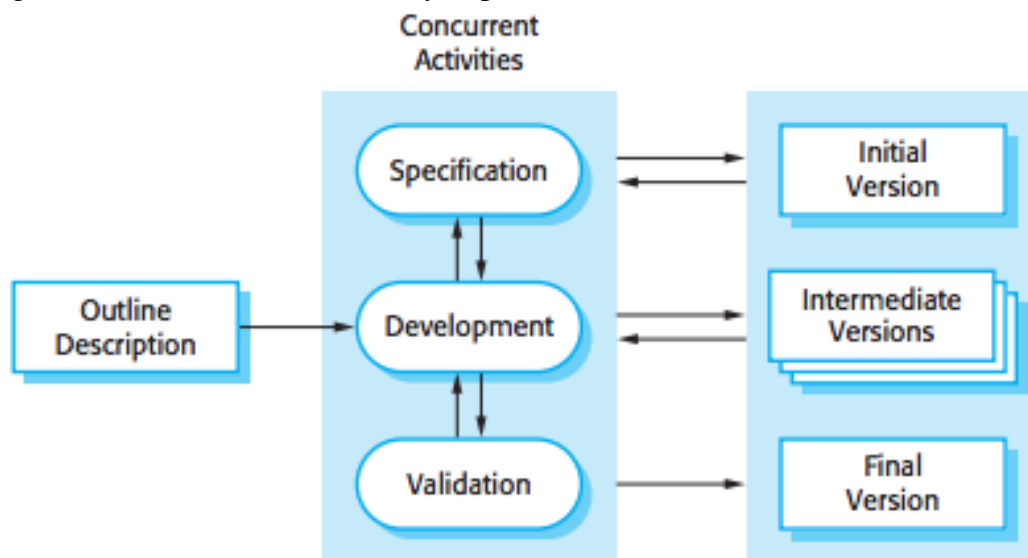 Concurrent
Activities
Specification
Initial
Version
Outline
Description
Development
Intermediate
Versions
Validation
Final
Version